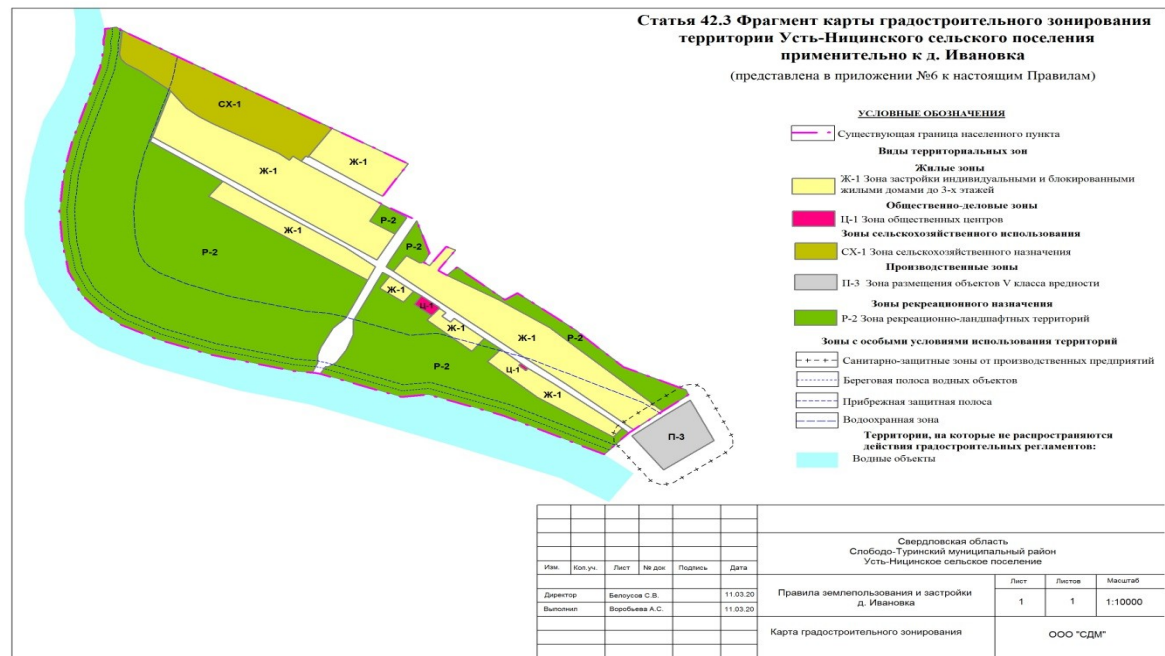 Статья 42.3 Фрагмент карты градостроительного зонирования
территории Усть-Ницинского сельского поселения
применительно к д. Ивановка
(представлена в приложении №6 к настоящим Правилам)
УСЛОВНЫЕ ОБОЗНАЧЕНИЯ
Существующая граница населенного пункта
Виды территориальных зон
Жилые зоны
Ж-1 Зона застройки индивидуальными и блокированными
жилыми домами до 3-х этажей
Общественно-деловые зоны
Ц-1 Зона общественных центров
Зоны сельскохозяйственного использования
СХ-1 Зона сельскохозяйственного назначения
Производственные зоны
П-3 Зона размещения объектов V класса вредности
Зоны рекреационного назначения
Р-2 Зона рекреационно-ландшафтных территорий
Зоны с особыми условиями использования территорий
Санитарно-защитные зоны от производственных предприятий
Береговая полоса водных объектов
Прибрежная защитная полоса
Водоохранная зона
Территории, на которые не распространяются
действия градостроительных регламентов:
Водные объекты
СХ-1
Ж-1
Ж-1
Р-2
Ж-1
Р-2
Р-2
Ж-1
Ц-1
Ж-1
Ж-1
Р-2
Р-2
Ц-1
Ж-1
П-3
Свердловская область
Слободо-Туринский муниципальный район
Усть-Ницинское сельское поселение
Изм. Кол.уч. Лист № док Подпись Дата
Директор Белоусов С.В. 11.03.20
Выполнил Воробьева А.С. 11.03.20
Правила землепользования и застройки
д. Ивановка
Лист Листов Масштаб
1 1 1:10000
Карта градостроительного зонирования
ООО "СДМ"